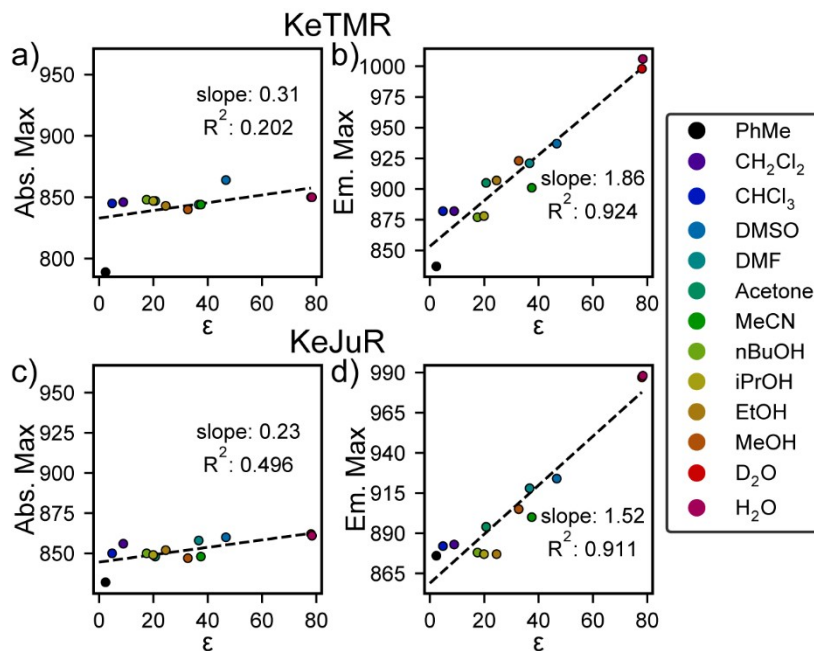 KeTMR
a)
950
900
850
800
Abs. Max
slope: 0.31
R²: 0.202
0 20 40 60 80
ε
b)
1000
975
950
925
900
875
850
Em. Max
slope: 1.86
R²: 0.924
0 20 40 60 80
ε
KeJuR
c)
950
925
900
875
850
Abs. Max
slope: 0.23
R²: 0.496
0 20 40 60 80
ε
d)
990
965
940
915
890
865
Em. Max
slope: 1.52
R²: 0.911
0 20 40 60 80
ε
PhMe
CH₂Cl₂
CHCl₃
DMSO
DMF
Acetone
MeCN
nBuOH
iPrOH
EtOH
MeOH
D₂O
H₂O